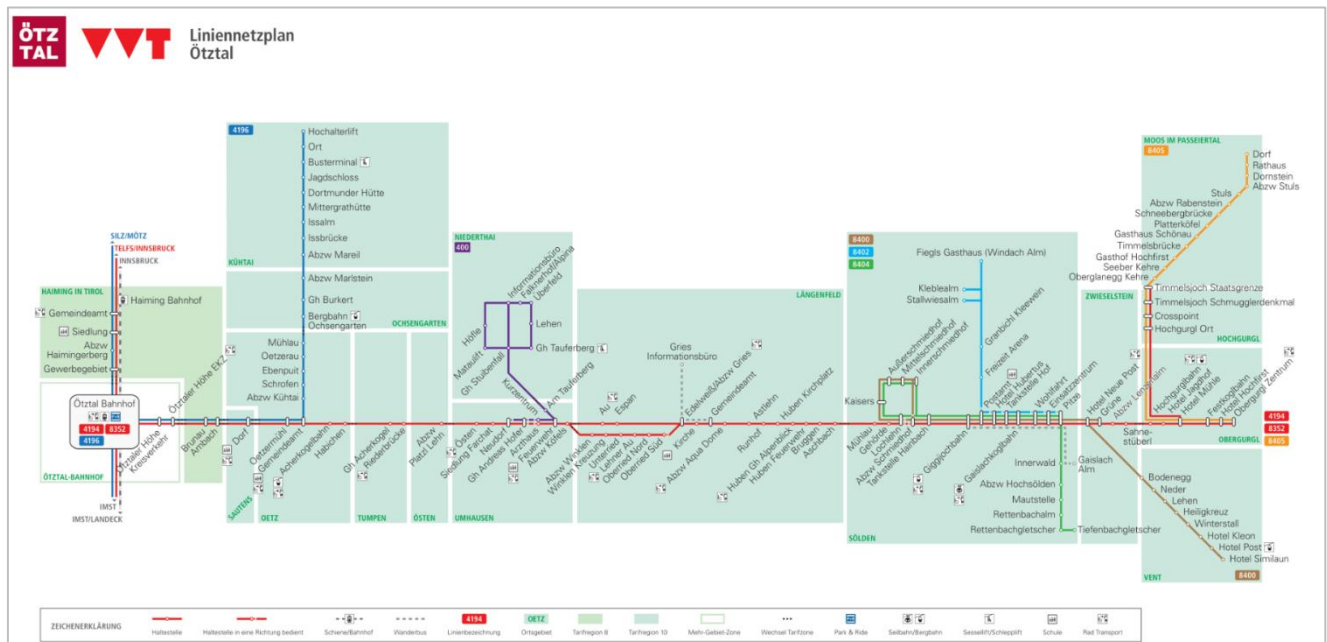 ÖTZ
TAL
VVT
Liniennetzplan
Ötztal
4196
Hochalterlift
Ort
Busterminal
Jagdschloss
Dortmunder Hütte
Mittergrathütte
Issalm
Issbrücke
Abzw Mareil
KÜHTAI
Abzw Marlstein
Gh Burkert
Bergbahn
Ochsengarten
OCHSENGARTEN
Mühlau
Oetzerau
Ebenpuit
Schrofen
Abzw Kühtai
SILZ/MÖTZ
TELFS/INNSBRUCK
INNSBRUCK
HAIMING IN TIROL
Haiming Bahnhof
Gemeindeamt
Siedlung
Abzw
Haimingerberg
Gewerbegebiet
Ötztal Bahnhof
4194
8352
4196
ÖTZTAL-BAHNHOF
IMST
IMST/LANDECK
Ötztaler Höhe
Kreisverkehr
Ötztaler Höhe EKZ
Brunau
Ambach
Dorf
SAUTENS
Oetzermühl
Gemeindeamt
Acherkogelbahn
Habichen
OETZ
Gh Acherkogel
Riederbrücke
TUMPEN
Abzw
Platzl Lehn
ÖSTEN
Osten
Siedlung Farchat
Neudorf
Gh Andreas Hofer
Arzthaus
Feuerwehr
Abzw Köfels
UMHAUSEN
NIEDERTHAI
400
Informationsbüro
Falknerhof/Alpina
Überfeld
Lehen
Gh Tauferberg
Höfle
Mataulift
Gh Stuibenfall
Kurzentrum
Am Tauferberg
LÄNGENFELD
Abzw Winklen
Winklen Kreuzung
Unterried
Lehner Au
Oberried Nord
Oberried Süd
Au
Espan
Gries
Informationsbüro
Kirche
Edelweiß/Abzw Gries
Abzw Aqua Dome
Gemeindeamt
Runhof
Astlehn
Huben Gh Alpenblick
Huben Feuerwehr
Huben Kirchplatz
Bruggen
Aschbach
8400
8402
8404
Fiegls Gasthaus (Windach Alm)
Kleblealm
Stallwiesalm
Granbichl Kleewein
Freizeit Arena
Außerschmiedhof
Mittelschmiedhof
Innerschmiedhof
Kaisers
Mühlau
Gehörde
Lochlehn
Abzw Schmiedhof
Tankstelle Hainbach
Giggijochbahn
Gaislachkoglbahn
Postamt
Hotel Hubertus
Tankstelle Hof
Wohlfahrt
Einsatzzentrum
Pitze
Innerwald
Gaislach
Alm
Abzw Hochsölden
Mautstelle
Rettenbachalm
Rettenbachgletscher
Tiefenbachgletscher
SÖLDEN
ZWIESELSTEIN
Hotel Neue Post
Grüne
Abzw Lenzenalm
Sahne-
stüberl
Bodenegg
Neder
Lehen
Heiligkreuz
Winterstall
Hotel Kleon
Hotel Post
Hotel Similaun
VENT
8400
MOOS IM PASSEIERTAL
8405
Dorf
Rathaus
Dornstein
Abzw Stuls
Stuls
Abzw Rabenstein
Schneebergbrücke
Platterköfel
Gasthaus Schönau
Timmelsbrücke
Gasthof Hochfirst
Seeber Kehre
Oberglanegg Kehre
Timmelsjoch Staatsgrenze
Timmelsjoch Schmugglerdenkmal
Crosspoint
Hochgurgl Ort
HOCHGURGL
Hochgurglbahn
Hotel Jagdhof
Hotel Mühle
Festkoglbahn
Hotel Hochfirst
Obergurgl Zentrum
OBERGURGL
4194
8352
8405
ZEICHENERKLÄRUNG
Haltestelle
Haltestelle in eine Richtung bedient
Schiene/Bahnhof
Wanderbus
4194
Linienbezeichnung
OETZ
Ortsgebiet
Tarifregion 8
Tarifregion 10
Mehr-Gebiet-Zone
Wechsel Tarifzone
Park & Ride
Seilbahn/Bergbahn
Sessellift/Schlepplift
Schule
Rad Transport